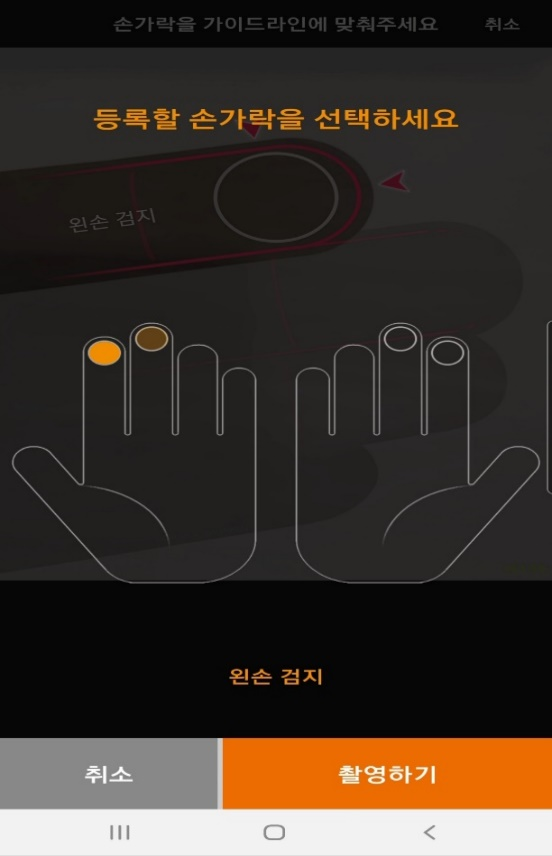 손가락을 가이드라인에 맞춰주세요 취소
등록할 손가락을 선택하세요
왼손 검지
왼손 검지
취소 촬영하기